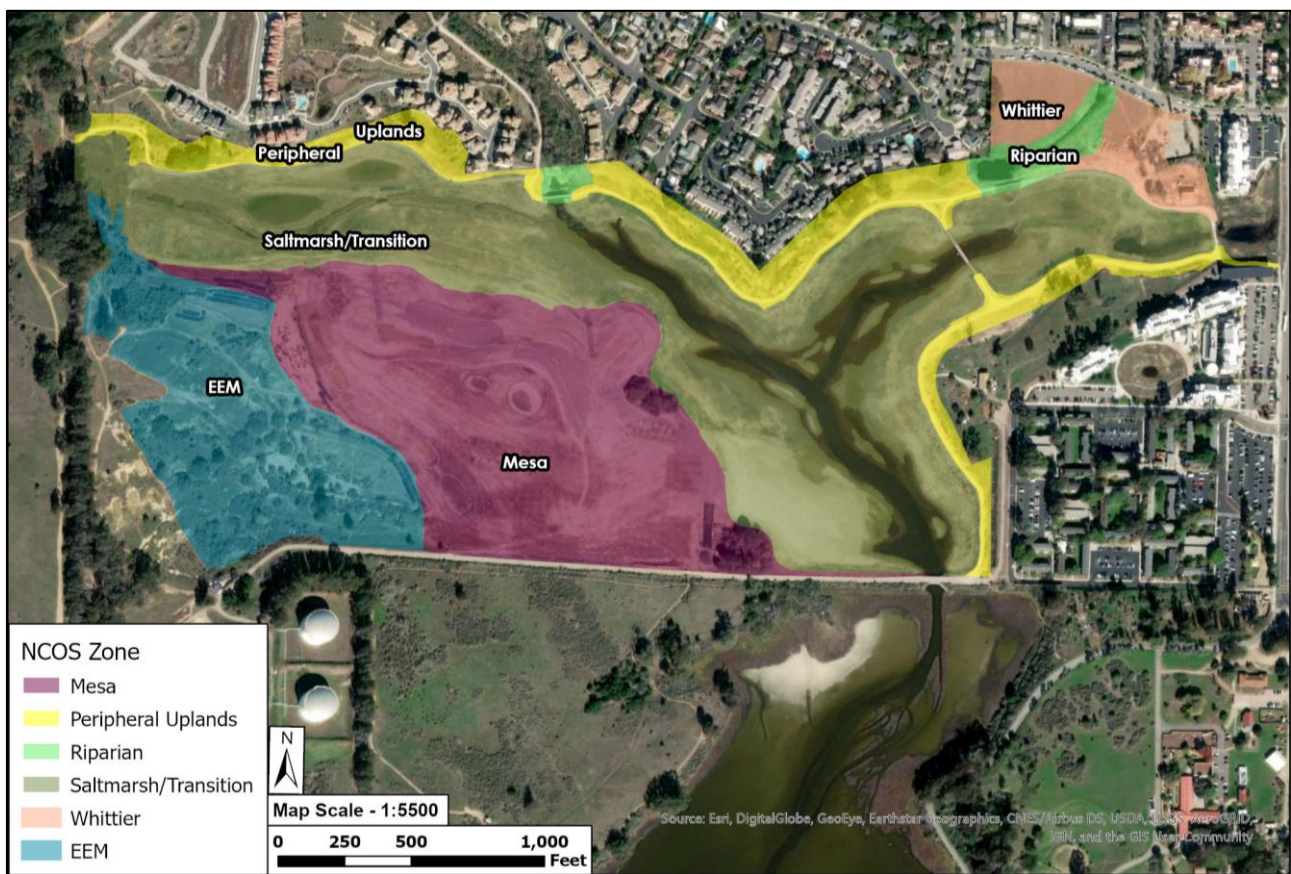 Whittier
Uplands
Peripheral
Riparian
Saltmarsh/Transition
EEM
Mesa
NCOS Zone
Mesa
Peripheral Uplands
Riparian
Saltmarsh/Transition
Whittier
EEM
N
Map Scale - 1:5500
0 250 500 1,000
Feet
Source: Esri, DigitalGlobe, GeoEye, Earthstar Geographics, CNES/Airbus DS, USDA, USGS, AeroGRID,
IGN, and the GIS User Community